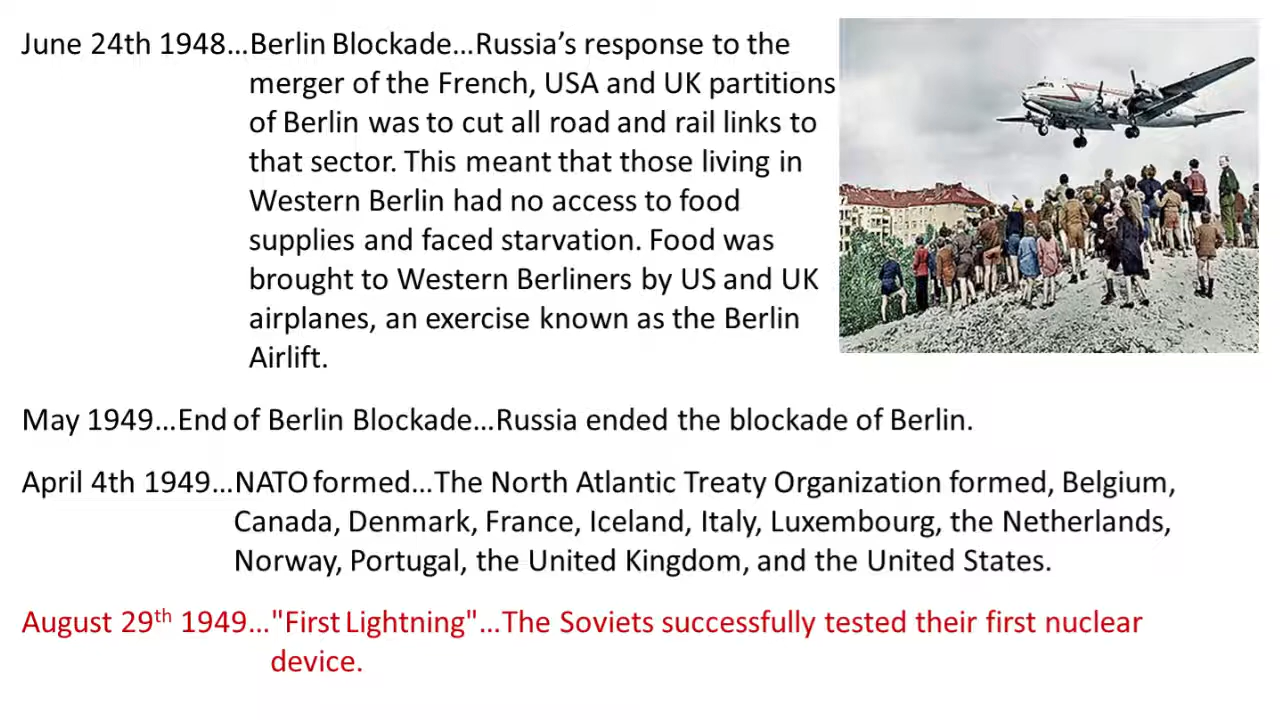 June 24th 1948…Berlin Blockade…Russia’s response to the
merger of the French, USA and UK partitions
of Berlin was to cut all road and rail links to
that sector. This meant that those living in
Western Berlin had no access to food
supplies and faced starvation. Food was
brought to Western Berliners by US and UK
airplanes, an exercise known as the Berlin
Airlift.
May 1949…End of Berlin Blockade…Russia ended the blockade of Berlin.
April 4th 1949…NATO formed…The North Atlantic Treaty Organization formed, Belgium,
Canada, Denmark, France, Iceland, Italy, Luxembourg, the Netherlands,
Norway, Portugal, the United Kingdom, and the United States.
August 29th 1949…"First Lightning"…The Soviets successfully tested their first nuclear
device.